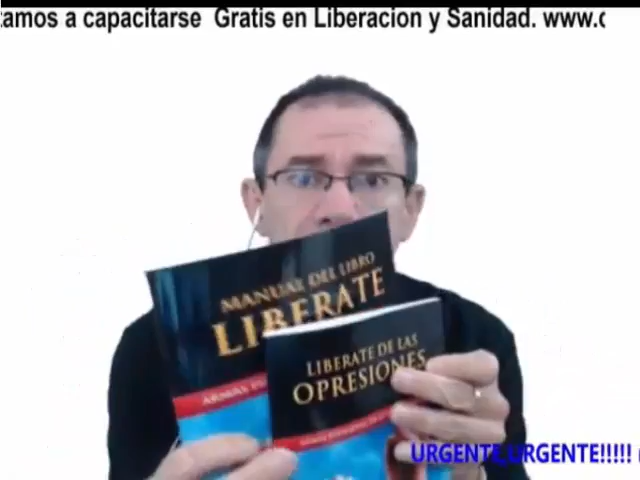 tamos a capacitarse Gratis en Liberacion y Sanidad. www.
MANUAL DEL LIBRO
LIBERATE
LIBERATE DE LAS
OPRESIONES
URGENTE,URGENTE!!!!!